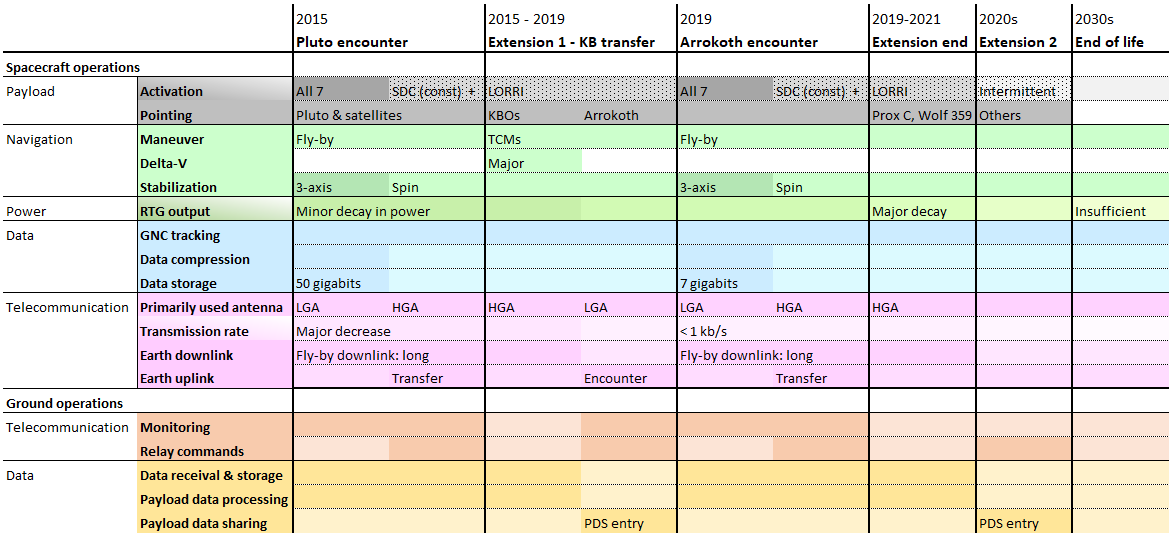 2015 2015 - 2019 2019 2019-2021 2020s 2030s
Pluto encounter Extension 1 - KB transfer Arrokoth encounter Extension end Extension 2 End of life
Spacecraft operations
Payload Activation All 7 SDC (const) + LORRI All 7 SDC (const) + LORRI Intermittent
Pointing Pluto & satellites KBOs Arrokoth Prox C, Wolf 359 Others
Navigation Maneuver Fly-by TCMs Fly-by
Delta-V Major
Stabilization 3-axis Spin 3-axis Spin
Power RTG output Minor decay in power Major decay Insufficient
Data GNC tracking
Data compression
Data storage 50 gigabits 7 gigabits
Telecommunication Primarily used antenna LGA HGA HGA LGA LGA HGA HGA
Transmission rate Major decrease < 1 kb/s
Earth downlink Fly-by downlink: long Fly-by downlink: long
Earth uplink Transfer Encounter Transfer
Ground operations
Telecommunication Monitoring
Relay commands
Data Data receival & storage
Payload data processing
Payload data sharing PDS entry PDS entry